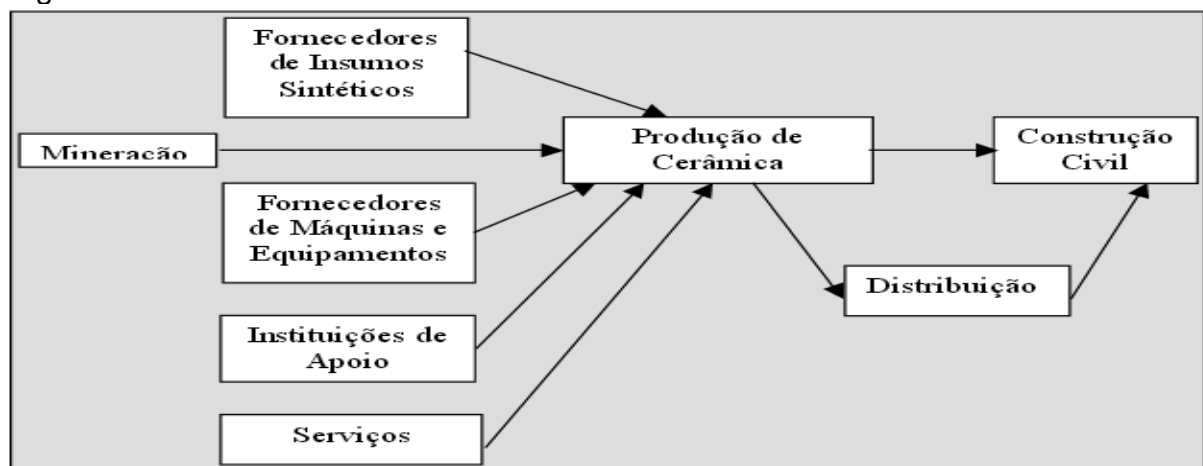 Fornecedores
de Insumos
Sintéticos
Mineração
Produção de
Cerâmica
Construção
Civil
Fornecedores
de Máquinas e
Equipamentos
Distribuição
Instituições de
Apoio
Serviços